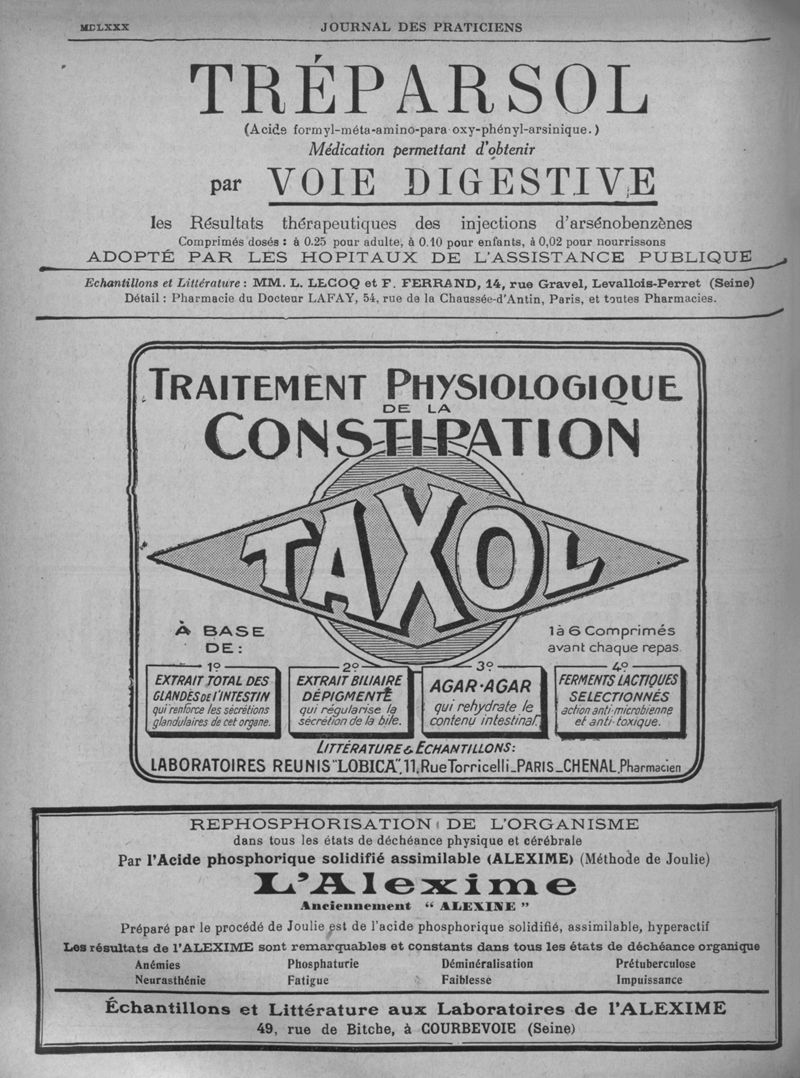 MDLXXX JOURNAL DES PRATICIENS
TRÉPARSOL
(Acide formyl-méta-amino-para oxy-phényl-arsinique.)
Médication permettant d'obtenir
par VOIE DIGESTIVE
les Résultats thérapeutiques des injections d'arsénobenzènes
Comprimés dosés : à 0.25 pour adulte, à 0.10 pour enfants, à 0,02 pour nourrissons
ADOPTÉ PAR LES HOPITAUX DE L'ASSISTANCE PUBLIQUE
Echantillons et Littérature : MM. L. LECOQ et F. FERRAND, 14, rue Gravel, Levallois-Perret (Seine)
Détail : Pharmacie du Docteur LAFAY, 54, rue de la Chaussée-d'Antin, Paris, et toutes Pharmacies.
TRAITEMENT PHYSIOLOGIQUE
DE LA
CONSTIPATION
TAXOL
À BASE
DE :
1à 6 Comprimés
avant chaque repas
1º
EXTRAIT TOTAL DES
GLANDES DE l'INTESTIN
qui renforce les sécrétions
glandulaires de cet organe.
2º
EXTRAIT BILIAIRE
DÉPIGMENTÉ
qui régularise la
sécrétion de la bile.
3º
AGAR-AGAR
qui rehydrate le
contenu intestinal.
4º
FERMENTS LACTIQUES
SELECTIONNÉS
action anti-microbienne
et anti-toxique.
LITTÉRATURE & ECHANTILLONS :
LABORATOIRES REUNIS "LOBICA". 11, Rue Torricelli_PARIS_CHENAL, Pharmacien
REPHOSPHORISATION DE L'ORGANISME
dans tous les états de déchéance physique et cérébrale
Par l'Acide phosphorique solidifié assimilable (ALEXIME) (Méthode de Joulie)
L'Alexime
Anciennement “ ALEXINE ”
Préparé par le procédé de Joulie est de l'acide phosphorique solidifié, assimilable, hyperactif
Les résultats de l'ALEXIME sont remarquables et constants dans tous les états de déchéance organique
Anémies Phosphaturie Déminéralisation Prétuberculose
Neurasthénie Fatigue Faiblesse Impuissance
Échantillons et Littérature aux Laboratoires de l'ALEXIME
49, rue de Bitche, à COURBEVOIE (Seine)